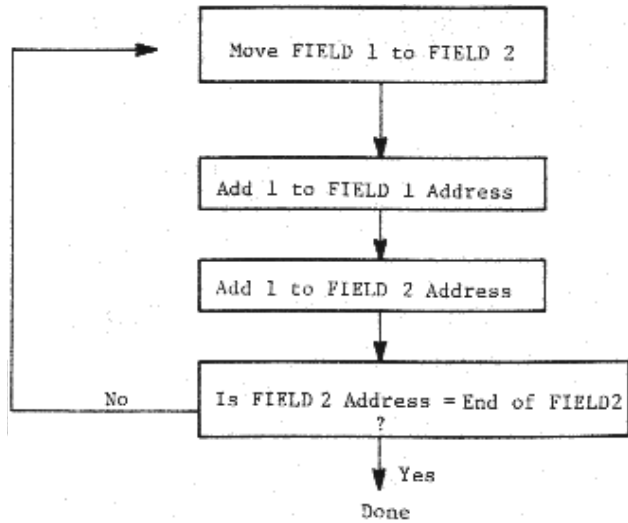 Move FIELD 1 to FIELD 2
Add 1 to FIELD 1 Address
Add 1 to FIELD 2 Address
Is FIELD 2 Address = End of FIELD2
?
No
Yes
Done